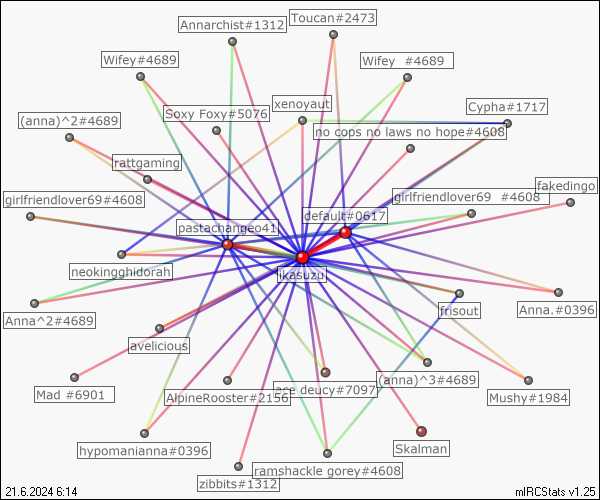 Toucan#2473
Annarchist#1312
Wifey#4689
Wifey #4689
xenoyaut
Cypha#1717
Soxy Foxy#5076
(anna)^2#4689
no cops no laws no hope#4608
rattgaming
fakedingo
girlfriendlover69#4608
girlfriendlover69 #4608
default#0617
pastachangeo41
neokingghidorah
ikasuzu
Anna.#0396
frisout
Anna^2#4689
avelicious
(anna)^3#4689
Mad #6901
ace deucy#7097
AlpineRooster#2156
Mushy#1984
hypomanianna#0396
Skalman
ramshackle gorey#4608
zibbits#1312
21.6.2024 6:14
mIRCStats v1.25